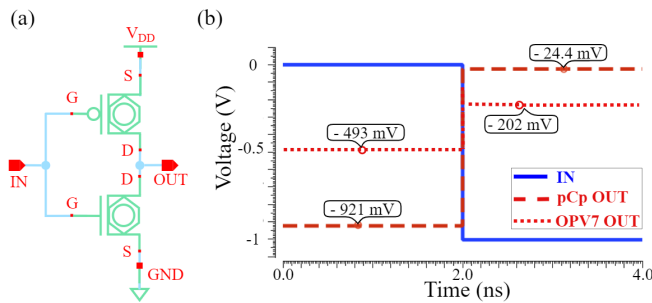 (a)
V_DD
S
G
D
IN
OUT
D
G
S
GND
(b)
Voltage (V)
0
-0.5
-1
- 24.4 mV
- 493 mV
- 202 mV
- 921 mV
IN
pCp OUT
OPV7 OUT
0.0
2.0
4.0
Time (ns)